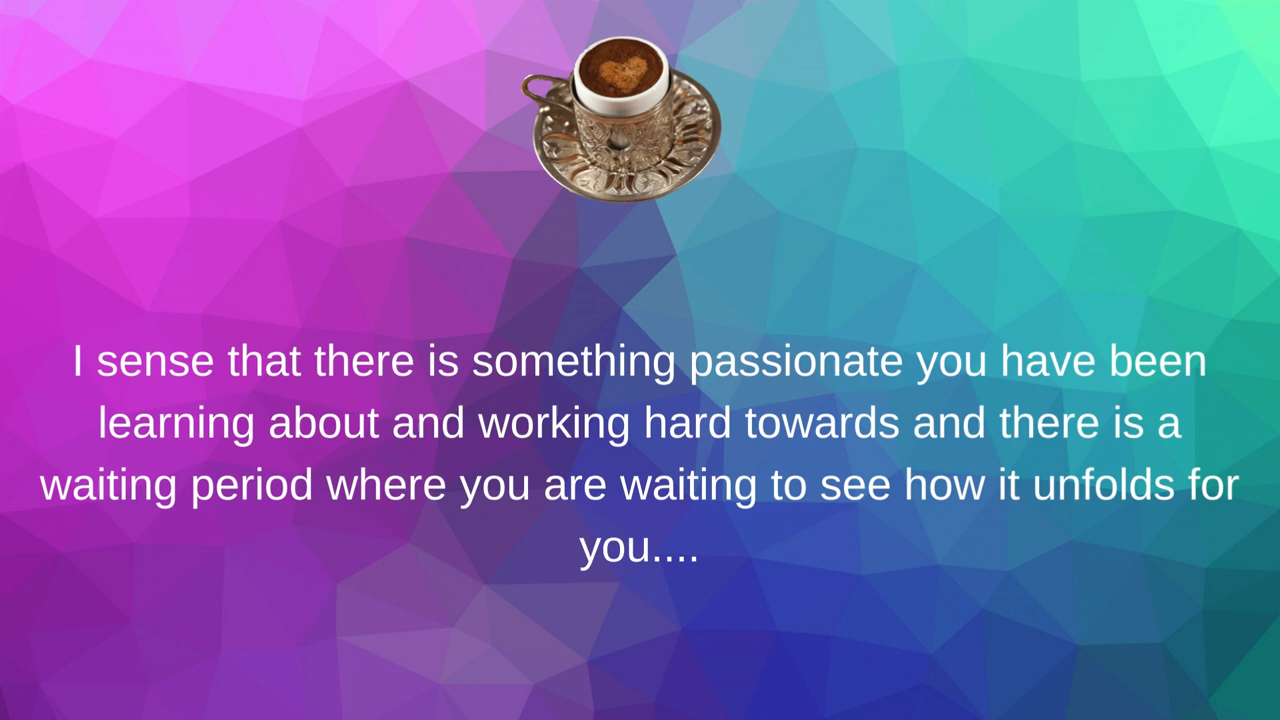 I sense that there is something passionate you have been
learning about and working hard towards and there is a
waiting period where you are waiting to see how it unfolds for
you....